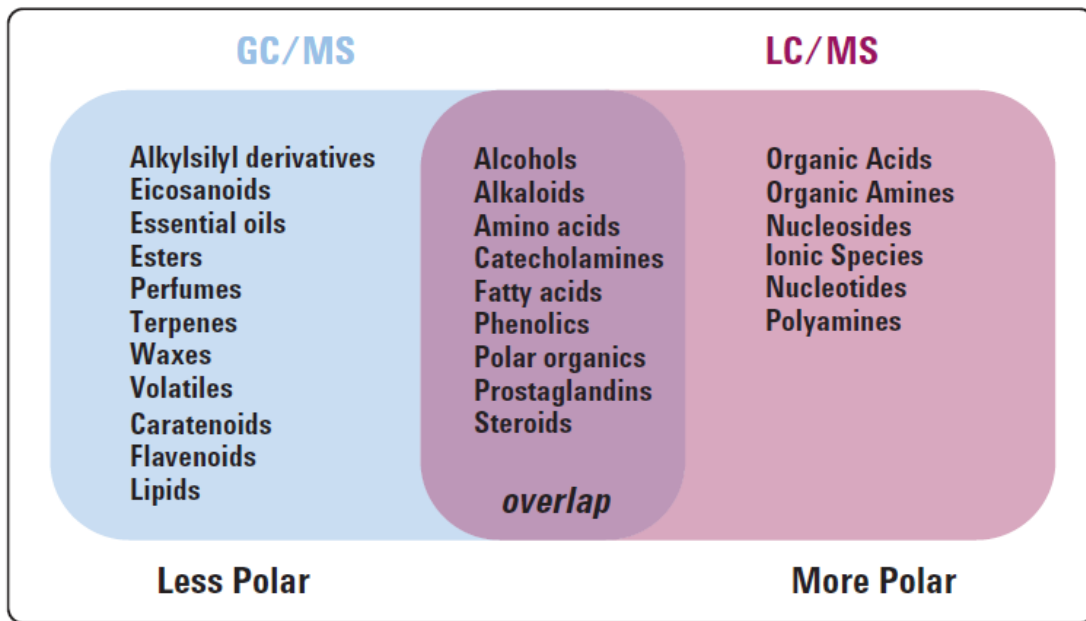 GC/MS
LC/MS
Alkylsilyl derivatives
Eicosanoids
Essential oils
Esters
Perfumes
Terpenes
Waxes
Volatiles
Caratenoids
Flavenoids
Lipids
Alcohols
Alkaloids
Amino acids
Catecholamines
Fatty acids
Phenolics
Polar organics
Prostaglandins
Steroids
overlap
Organic Acids
Organic Amines
Nucleosides
Ionic Species
Nucleotides
Polyamines
Less Polar
More Polar